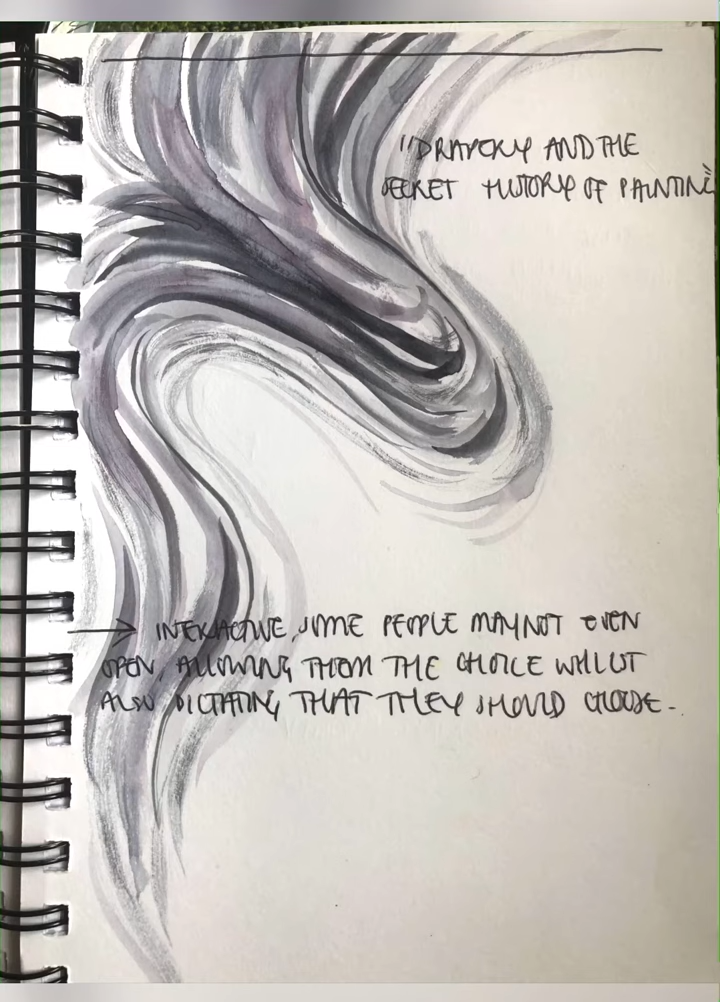 "DRAPERY AND THE
SECRET HISTORY OF PAINTING"
→ INTERACTIVE, SOME PEOPLE MAY NOT EVEN
OPEN, ALLOWING THEM THE CHOICE WHILST
ALSO DICTATING THAT THEY SHOULD CHOOSE.